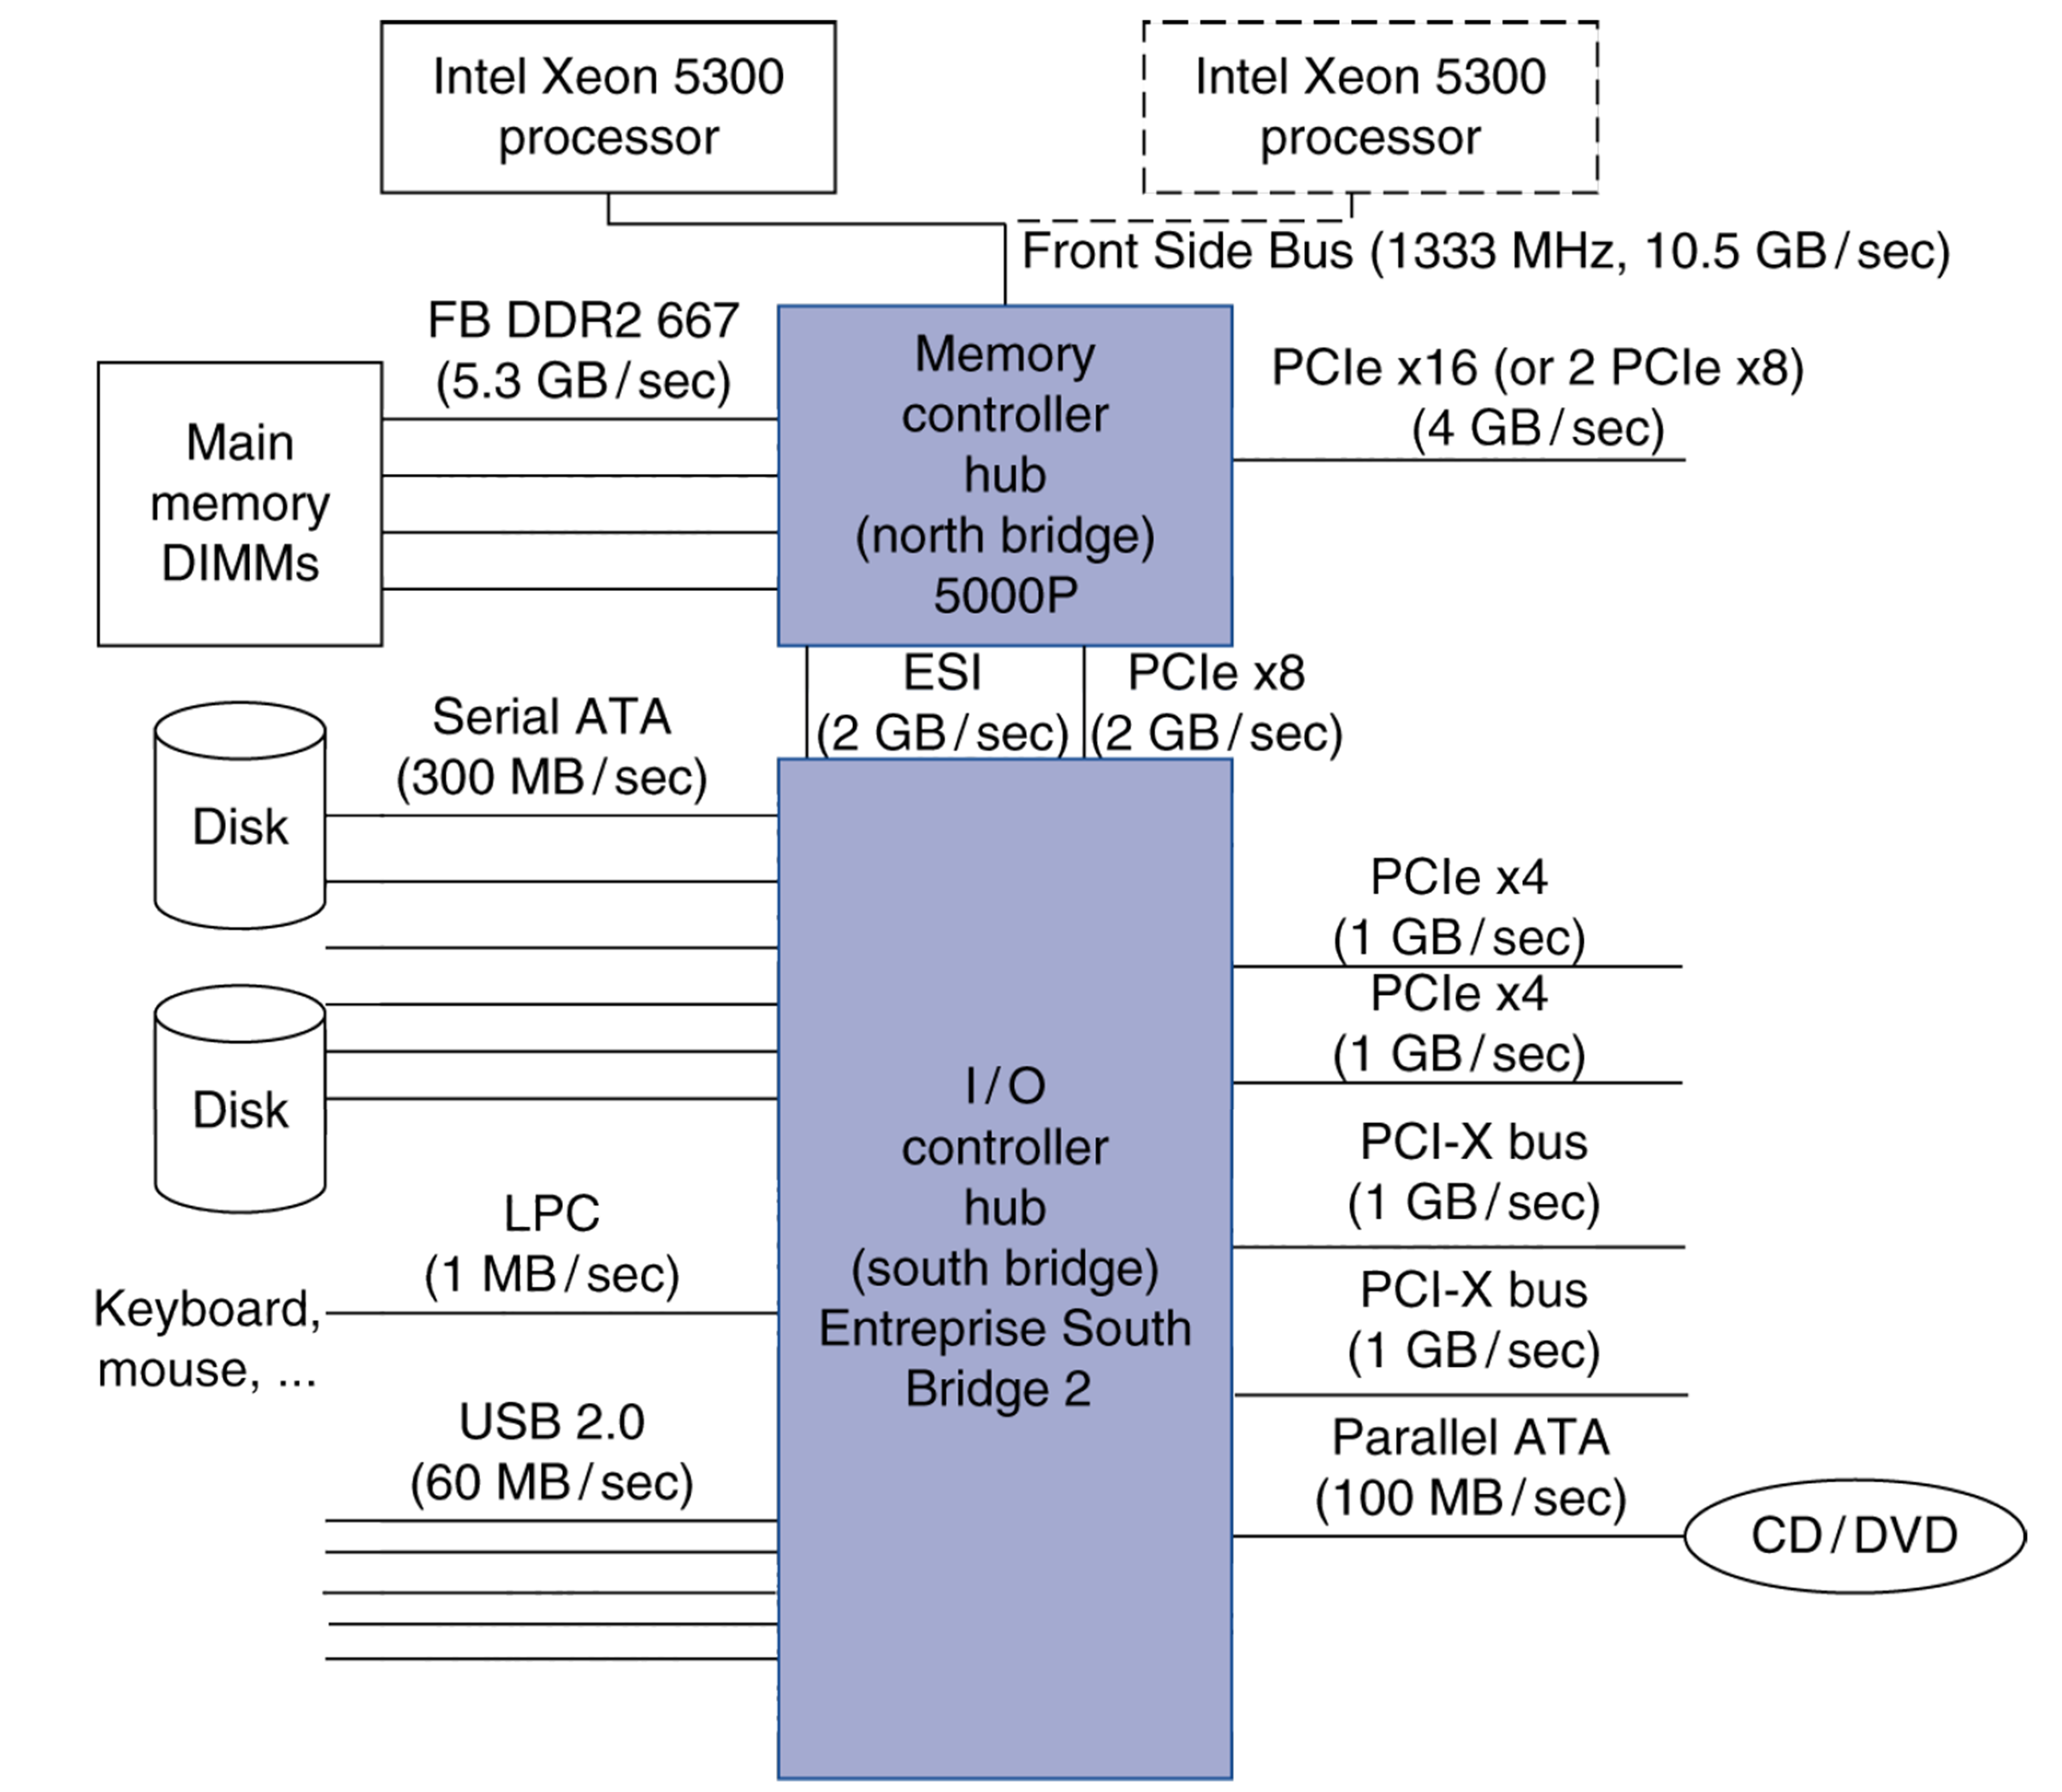 Intel Xeon 5300
processor
Intel Xeon 5300
processor
Front Side Bus (1333 MHz, 10.5 GB/sec)
FB DDR2 667
(5.3 GB/sec)
Main
memory
DIMMs
Memory
controller
hub
(north bridge)
5000P
PCIe x16 (or 2 PCIe x8)
(4 GB/sec)
ESI
(2 GB/sec)
PCIe x8
(2 GB/sec)
Serial ATA
(300 MB/sec)
Disk
Disk
LPC
(1 MB/sec)
Keyboard,
mouse, ...
USB 2.0
(60 MB/sec)
I/O
controller
hub
(south bridge)
Entreprise South
Bridge 2
PCIe x4
(1 GB/sec)
PCIe x4
(1 GB/sec)
PCI-X bus
(1 GB/sec)
PCI-X bus
(1 GB/sec)
Parallel ATA
(100 MB/sec)
CD/DVD